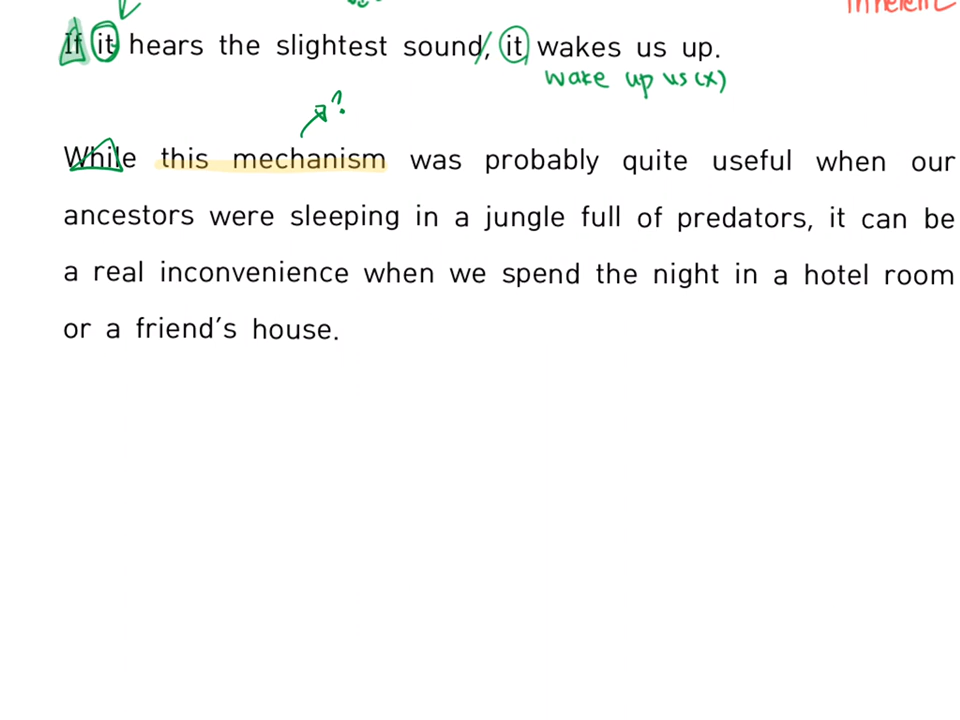 If it hears the slightest sound, it wakes us up.
wake up us (x)
?
While this mechanism was probably quite useful when our
ancestors were sleeping in a jungle full of predators, it can be
a real inconvenience when we spend the night in a hotel room
or a friend's house.